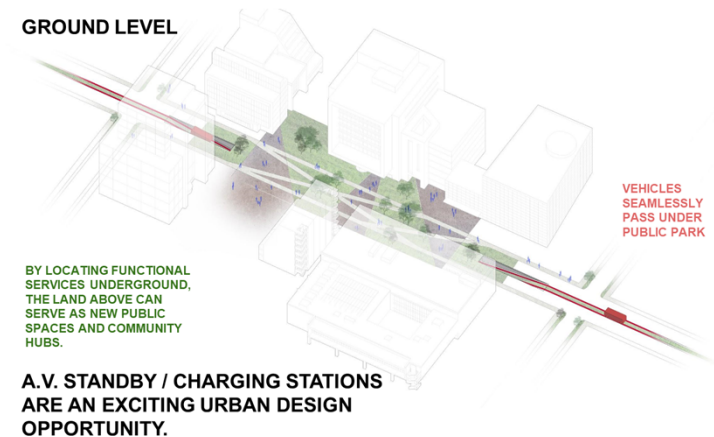 GROUND LEVEL
VEHICLES
SEAMLESSLY
PASS UNDER
PUBLIC PARK
BY LOCATING FUNCTIONAL
SERVICES UNDERGROUND,
THE LAND ABOVE CAN
SERVE AS NEW PUBLIC
SPACES AND COMMUNITY
HUBS.
A.V. STANDBY / CHARGING STATIONS
ARE AN EXCITING URBAN DESIGN
OPPORTUNITY.